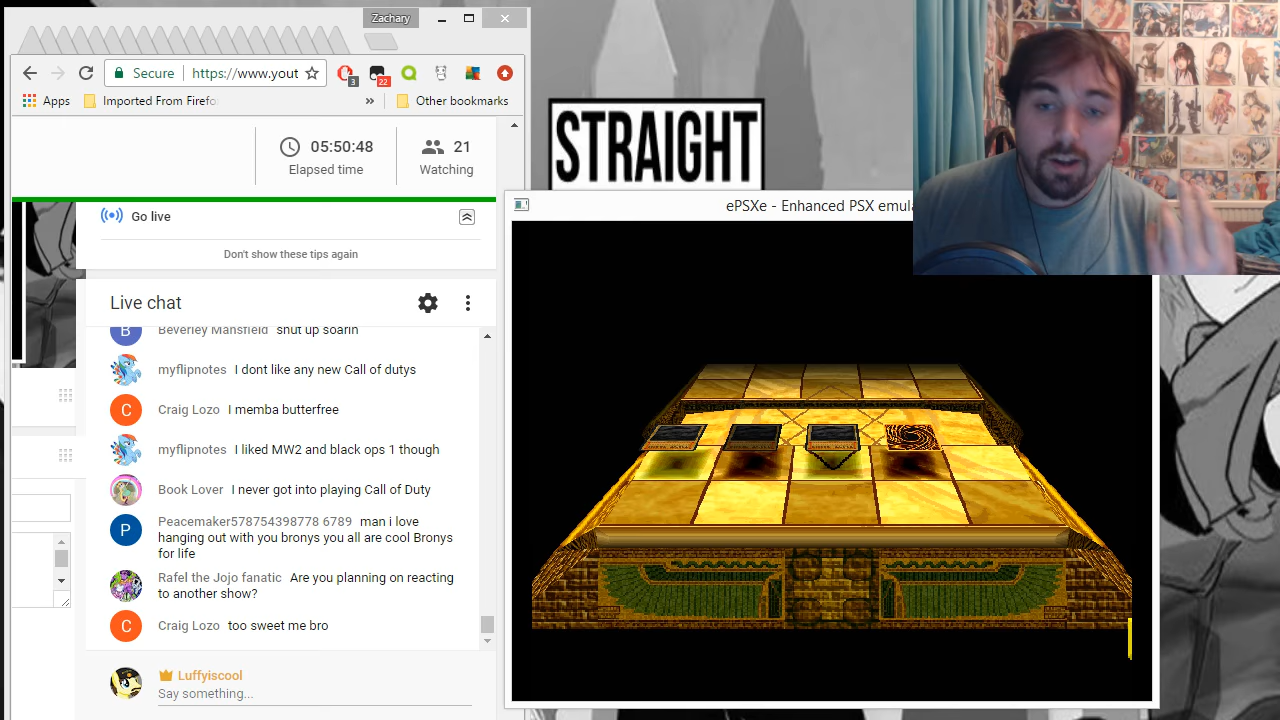 Zachary
Secure
https://www.yout
3
22
Apps
Imported From Firefo
»
Other bookmarks
05:50:48
Elapsed time
21
Watching
STRAIGHT
Go live
Don't show these tips again
ePSXe - Enhanced PSX emula
Live chat
B
Beverley Mansfield shut up soarin
myflipnotes I dont like any new Call of dutys
C
Craig Lozo I memba butterfree
myflipnotes I liked MW2 and black ops 1 though
Book Lover I never got into playing Call of Duty
P
Peacemaker578754398778 6789 man i love
hanging out with you bronys you all are cool Bronys
for life
Rafel the Jojo fanatic Are you planning on reacting
to another show?
C
Craig Lozo too sweet me bro
Luffyiscool
Say something...